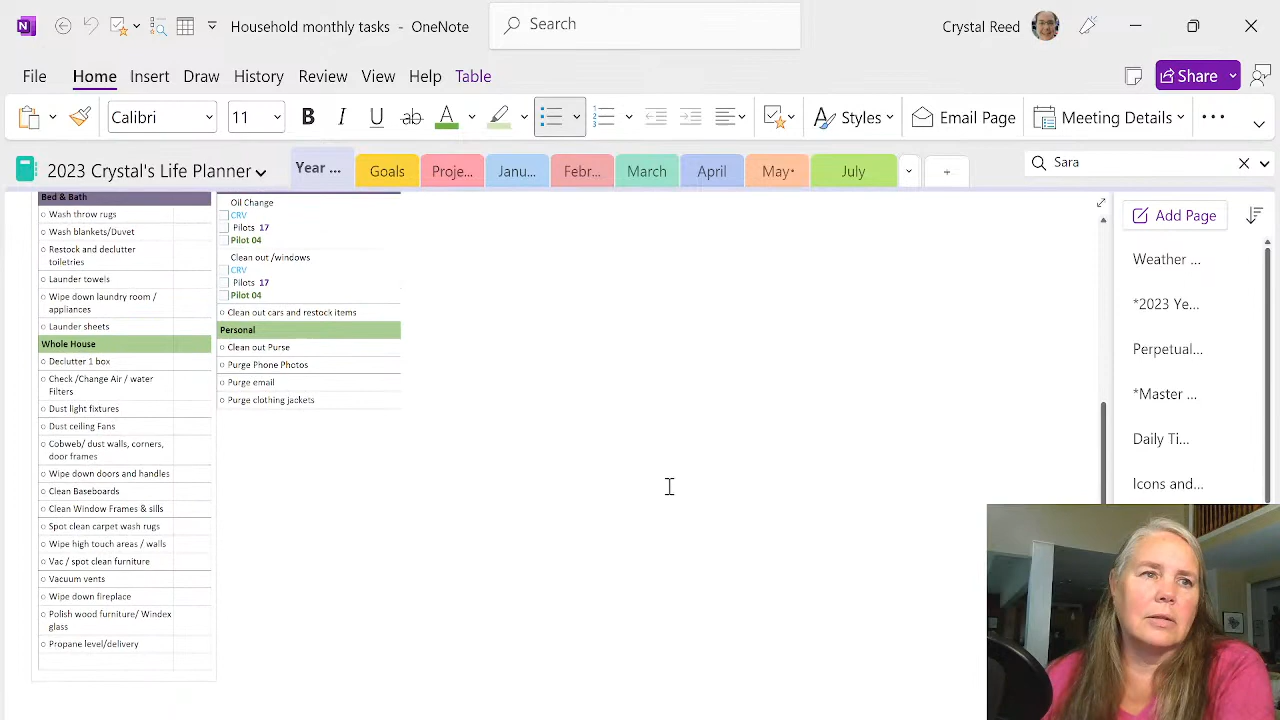 Household monthly tasks - OneNote
Search
Crystal Reed
File
Home
Insert
Draw
History
Review
View
Help
Table
Share
Calibri
11
B
I
U
ab
A
Styles
Email Page
Meeting Details
2023 Crystal's Life Planner
Year ...
Goals
Proje...
Janu...
Febr...
March
April
May
July
+
Sara
Bed & Bath
Wash throw rugs
Wash blankets/Duvet
Restock and declutter
toiletries
Launder towels
Wipe down laundry room /
appliances
Launder sheets
Whole House
Declutter 1 box
Check /Change Air / water
Filters
Dust light fixtures
Dust ceiling Fans
Cobweb/ dust walls, corners,
door frames
Wipe down doors and handles
Clean Baseboards
Clean Window Frames & sills
Spot clean carpet wash rugs
Wipe high touch areas / walls
Vac / spot clean furniture
Vacuum vents
Wipe down fireplace
Polish wood furniture/ Windex
glass
Propane level/delivery
Oil Change
CRV
Pilots 17
Pilot 04
Clean out /windows
CRV
Pilots 17
Pilot 04
Clean out cars and restock items
Personal
Clean out Purse
Purge Phone Photos
Purge email
Purge clothing jackets
Add Page
Weather ...
*2023 Ye...
Perpetual...
*Master ...
Daily Ti...
Icons and...